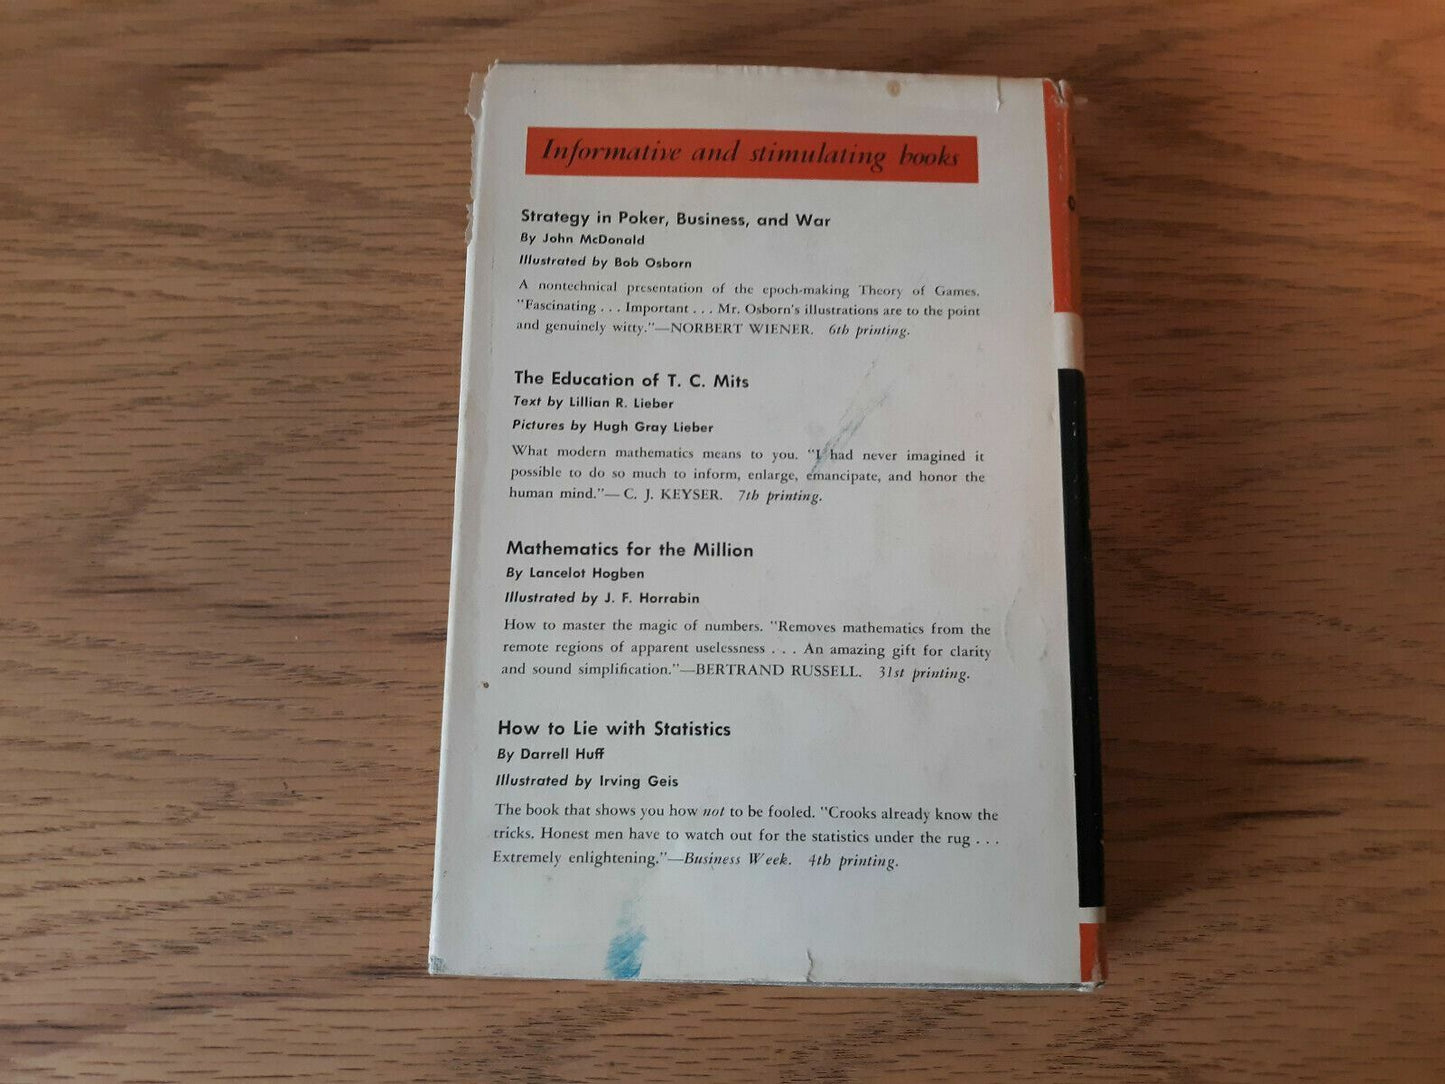 Informative and stimulating books
Strategy in Poker, Business, and War
By John McDonald
Illustrated by Bob Osborn
A nontechnical presentation of the epoch-making Theory of Games.
"Fascinating . . . Important . . . Mr. Osborn's illustrations are to the point
and genuinely witty."—NORBERT WIENER. 6th printing.
The Education of T. C. Mits
Text by Lillian R. Lieber
Pictures by Hugh Gray Lieber
What modern mathematics means to you. "I had never imagined it
possible to do so much to inform, enlarge, emancipate, and honor the
human mind."—C. J. KEYSER. 7th printing.
Mathematics for the Million
By Lancelot Hogben
Illustrated by J. F. Horrabin
How to master the magic of numbers. "Removes mathematics from the
remote regions of apparent uselessness . . . An amazing gift for clarity
and sound simplification."—BERTRAND RUSSELL. 31st printing.
How to Lie with Statistics
By Darrell Huff
Illustrated by Irving Geis
The book that shows you how not to be fooled. "Crooks already know the
tricks. Honest men have to watch out for the statistics under the rug . . .
Extremely enlightening."—Business Week. 4th printing.